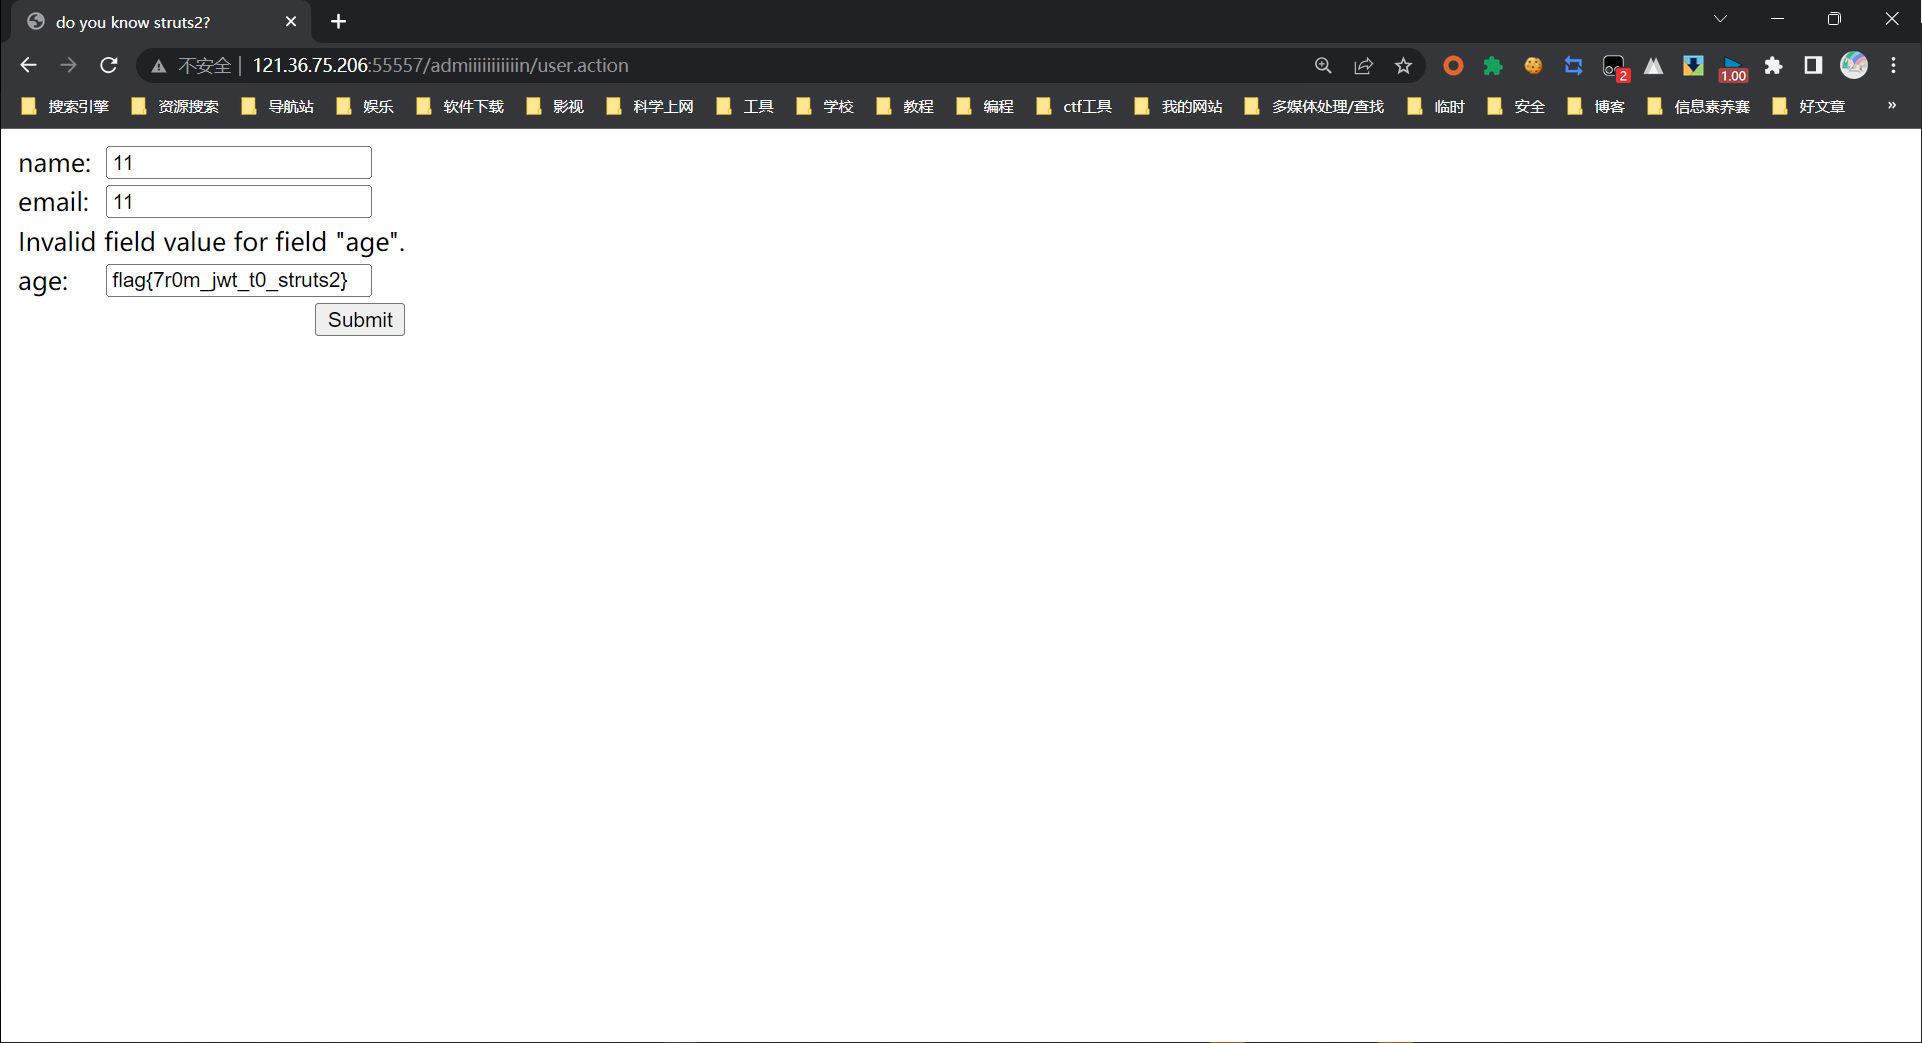 do you know struts2?
不安全 | 121.36.75.206:55557/admiiiiiiiiiin/user.action
2
1.00
搜索引擎 资源搜索 导航站 娱乐 软件下载 影视 科学上网 工具 学校 教程 编程 ctf工具 我的网站 多媒体处理/查找 临时 安全 博客 信息素养赛 好文章 »
name: 11
email: 11
Invalid field value for field "age".
age: flag{7r0m_jwt_t0_struts2}
Submit